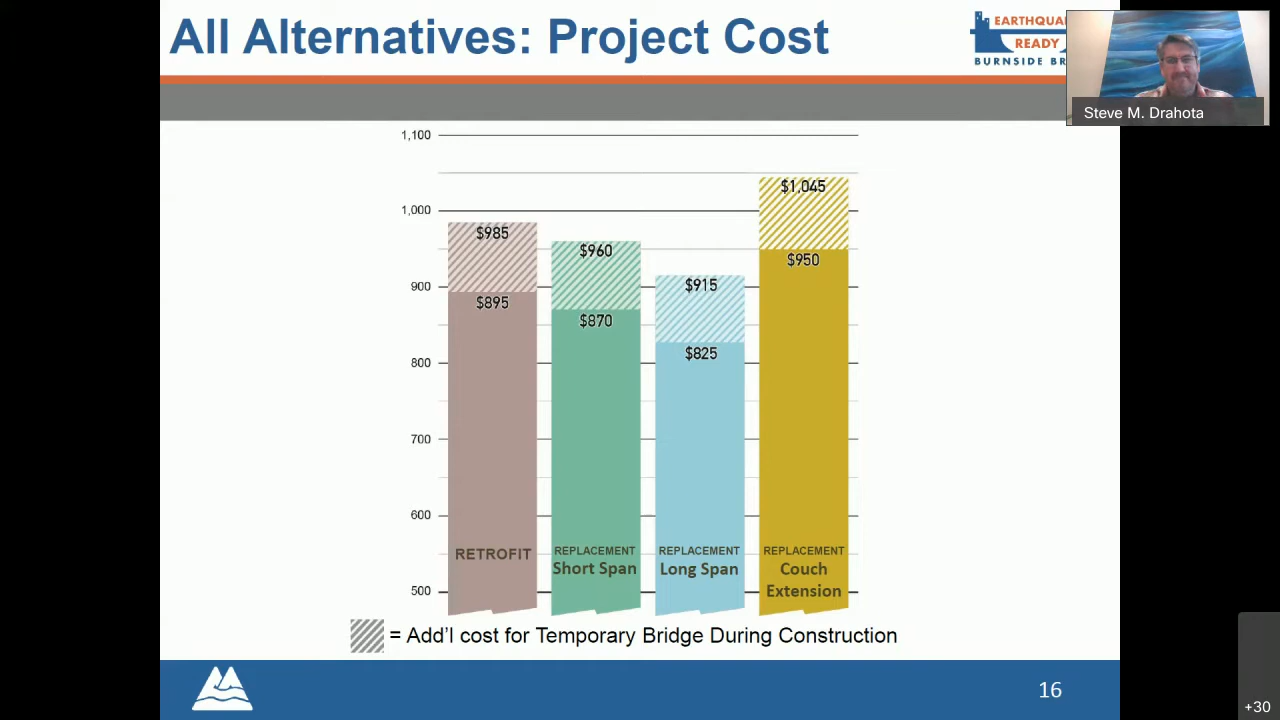 All Alternatives: Project Cost
EARTHQUA
READY
BURNSIDE BR
Steve M. Drahota
1,100
1,000
900
800
700
600
500
$985
$895
$960
$870
$915
$825
$1,045
$950
RETROFIT
REPLACEMENT
Short Span
REPLACEMENT
Long Span
REPLACEMENT
Couch
Extension
= Add'l cost for Temporary Bridge During Construction
16
+30